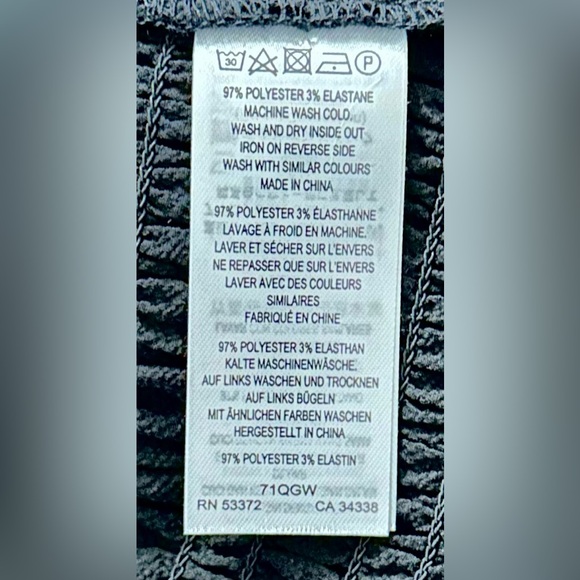 30 P
97% POLYESTER 3% ELASTANE
MACHINE WASH COLD,
WASH AND DRY INSIDE OUT,
IRON ON REVERSE SIDE
WASH WITH SIMILAR COLOURS
MADE IN CHINA
97% POLYESTER 3% ÉLASTHANNE
LAVAGE À FROID EN MACHINE,
LAVER ET SÉCHER SUR L'ENVERS
NE REPASSER QUE SUR L'ENVERS
LAVER AVEC DES COULEURS
SIMILAIRES
FABRIQUÉ EN CHINE
97% POLYESTER 3% ELASTHAN
KALTE MASCHINENWÄSCHE,
AUF LINKS WASCHEN UND TROCKNEN
AUF LINKS BÜGELN
MIT ÄHNLICHEN FARBEN WASCHEN
HERGESTELLT IN CHINA
97% POLYESTER 3% ELASTIN
71QGW
RN 53372 CA 34338